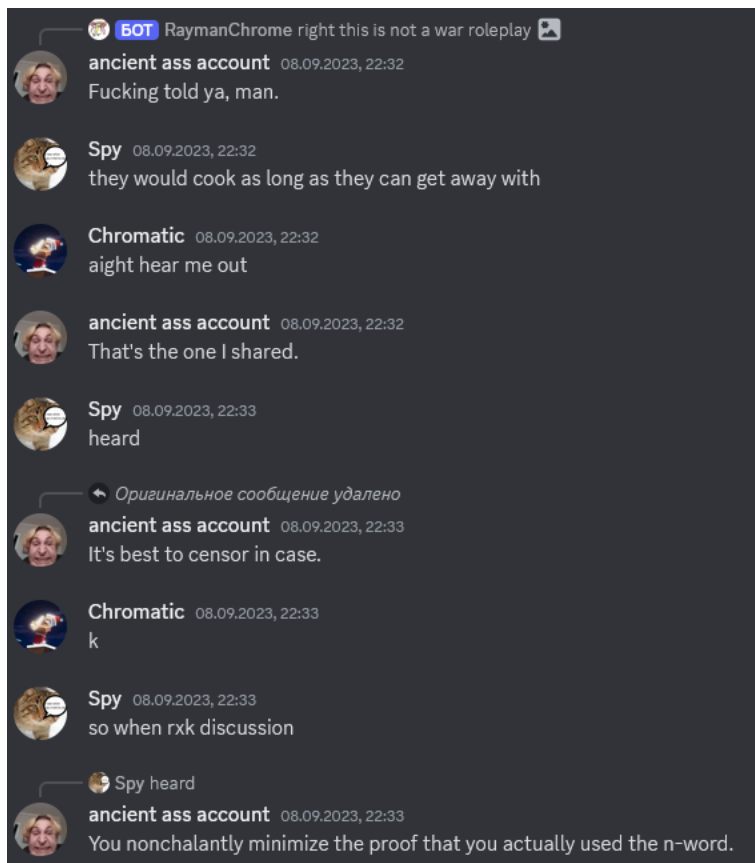 БОТ RaymanChrome right this is not a war roleplay
ancient ass account 08.09.2023, 22:32
Fucking told ya, man.
Spy 08.09.2023, 22:32
they would cook as long as they can get away with
Chromatic 08.09.2023, 22:32
aight hear me out
ancient ass account 08.09.2023, 22:32
That's the one I shared.
Spy 08.09.2023, 22:33
heard
Оригинальное сообщение удалено
ancient ass account 08.09.2023, 22:33
It's best to censor in case.
Chromatic 08.09.2023, 22:33
k
Spy 08.09.2023, 22:33
so when rxk discussion
Spy heard
ancient ass account 08.09.2023, 22:33
You nonchalantly minimize the proof that you actually used the n-word.